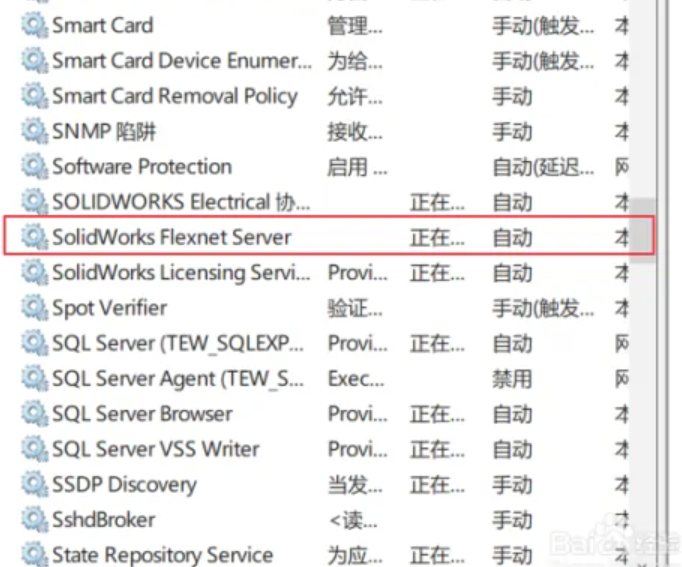 Smart Card 管理... 手动(触发... 本
Smart Card Device Enumer... 为给... 手动(触发... 本
Smart Card Removal Policy 允许... 手动 本
SNMP 陷阱 接收... 手动 本
Software Protection 启用 ... 自动(延迟... 网
SOLIDWORKS Electrical 协... 正在... 自动 本
SolidWorks Flexnet Server 正在... 自动 本
SolidWorks Licensing Servi... Provi... 正在... 自动 本
Spot Verifier 验证... 手动(触发... 本
SQL Server (TEW_SQLEXP... Provi... 正在... 自动 网
SQL Server Agent (TEW_S... Exec... 禁用 网
SQL Server Browser Provi... 正在... 自动 本
SQL Server VSS Writer Provi... 正在... 自动 本
SSDP Discovery 当发... 正在... 手动 本
SshdBroker <读... 手动 本
State Repository Service 为应... 正在... 手动 本
Baidu经验